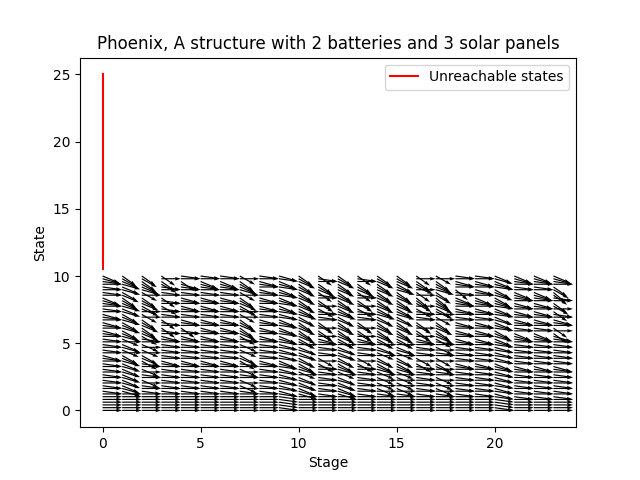 Phoenix, A structure with 2 batteries and 3 solar panels
Unreachable states
25
20
15
10
5
0
State
0 5 10 15 20
Stage